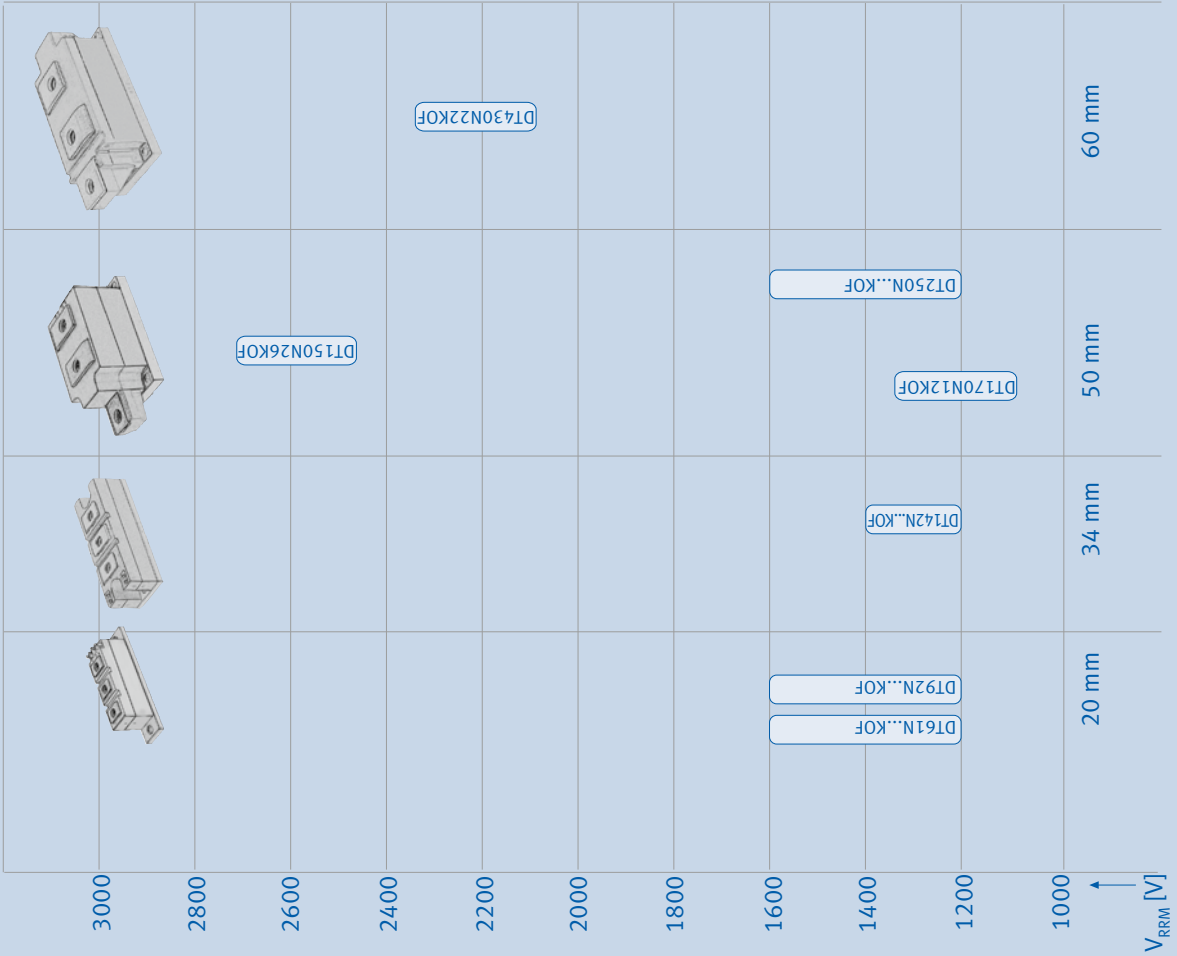 3000
2800
2600
2400
2200
2000
1800
1600
1400
1200
1000
VRRM [V]
DT61N...KOF
DT92N...KOF
20 mm
DT142N...KOF
34 mm
DT150N26KOF
DT170N12KOF
DT250N...KOF
50 mm
DT430N22KOF
60 mm